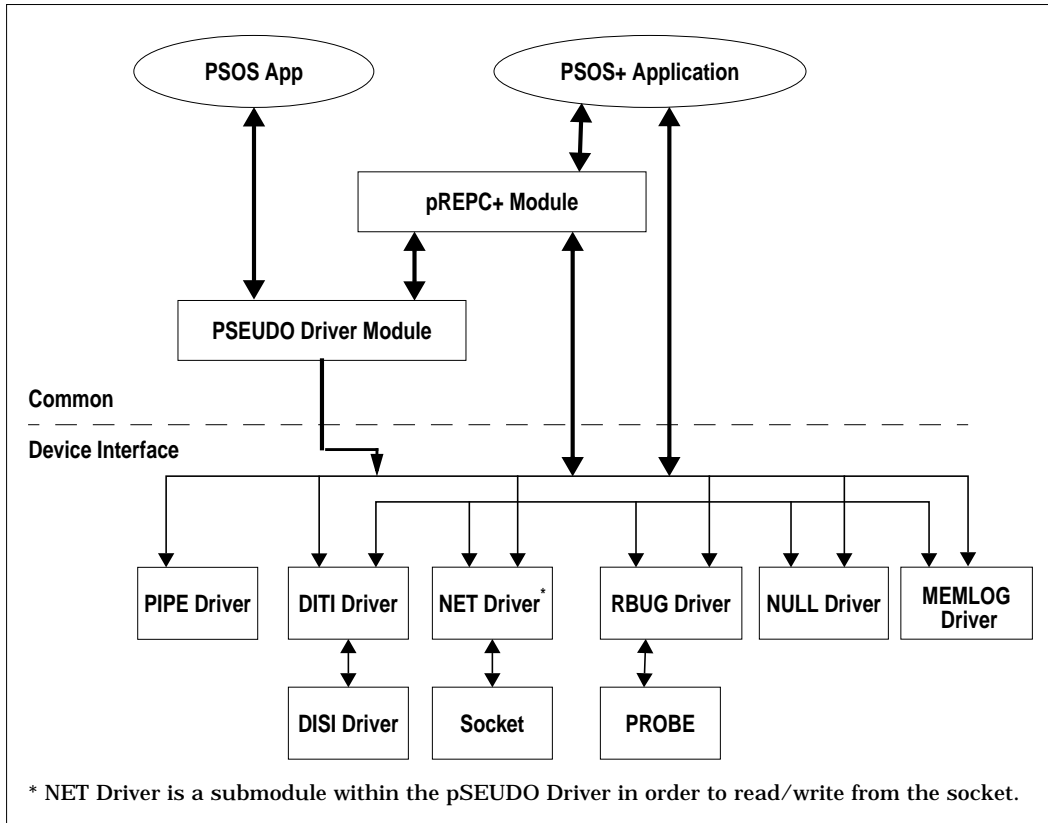 PSOS App
PSOS+ Application
pREPC+ Module
PSEUDO Driver Module
Common
Device Interface
PIPE Driver
DITI Driver
NET Driver*
RBUG Driver
NULL Driver
MEMLOG
Driver
DISI Driver
Socket
PROBE
* NET Driver is a submodule within the pSEUDO Driver in order to read/write from the socket.